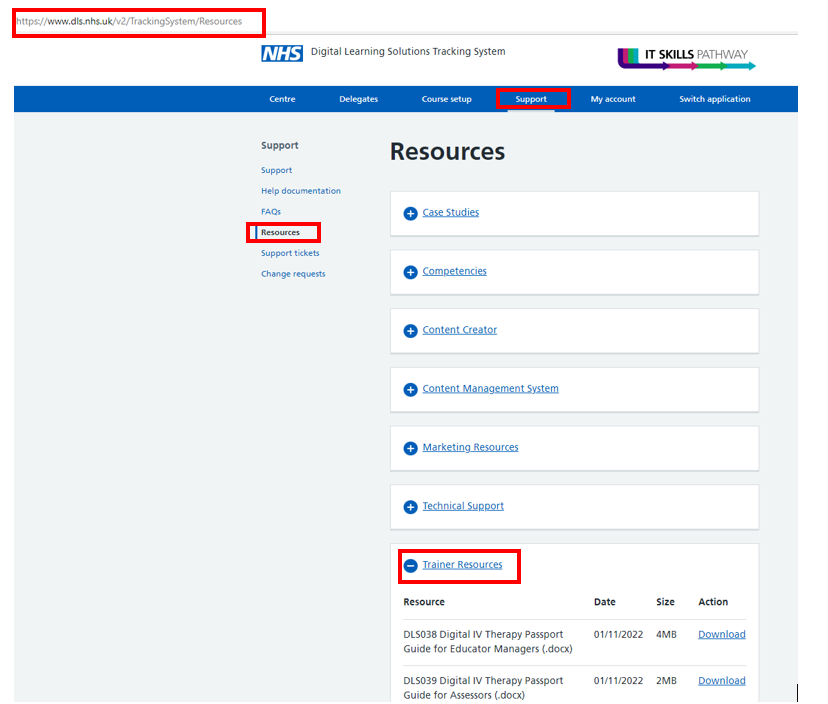 https://www.dls.nhs.uk/v2/TrackingSystem/Resources
NHS Digital Learning Solutions Tracking System
IT SKILLS PATHWAY
Centre Delegates Course setup Support My account Switch application
Support
Support
Help documentation
FAQs
Resources
Support tickets
Change requests
Resources
Case Studies
Competencies
Content Creator
Content Management System
Marketing Resources
Technical Support
Trainer Resources
Resource Date Size Action
DLS038 Digital IV Therapy Passport 01/11/2022 4MB Download
Guide for Educator Managers (.docx)
DLS039 Digital IV Therapy Passport 01/11/2022 2MB Download
Guide for Assessors (.docx)